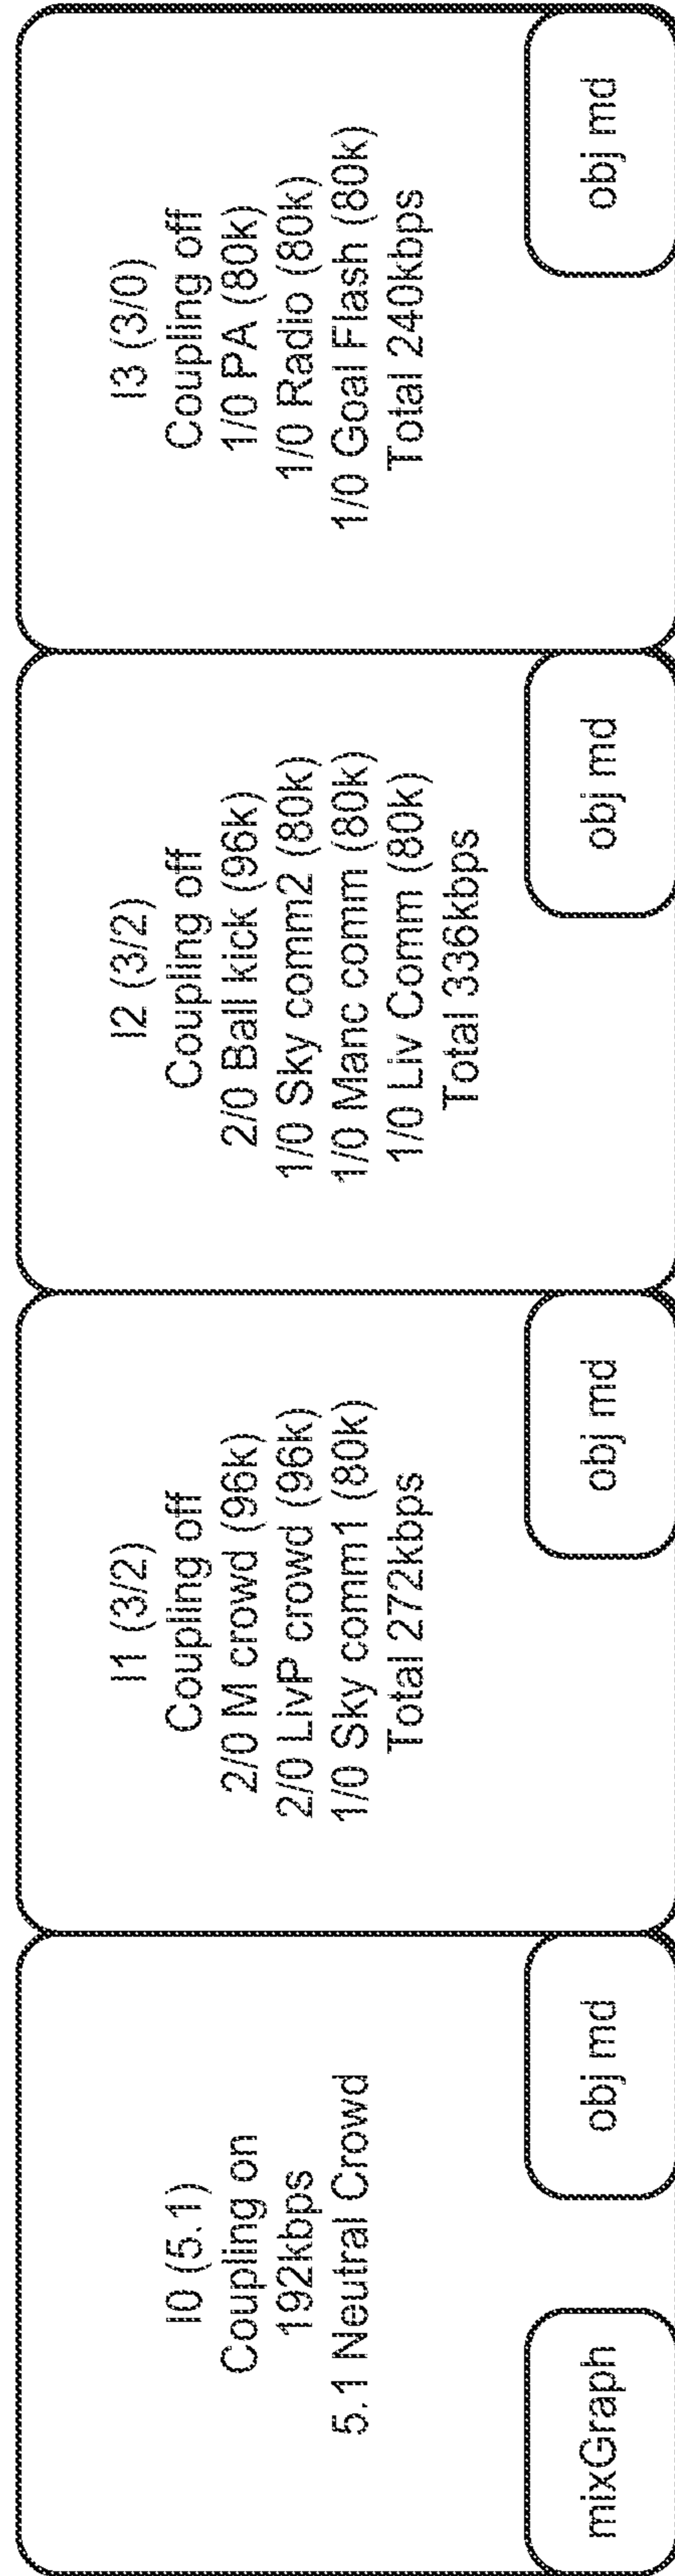 I0 (5.1)
Coupling on
192kbps
5.1 Neutral Crowd
mixGraph
obj md
I1 (3/2)
Coupling off
2/0 M crowd (96k)
2/0 LivP crowd (96k)
1/0 Sky comm1 (80k)
Total 272kbps
obj md
I2 (3/2)
Coupling off
2/0 Ball kick (96k)
1/0 Sky comm2 (80k)
1/0 Manc comm (80k)
1/0 Liv Comm (80k)
Total 336kbps
obj md
I3 (3/0)
Coupling off
1/0 PA (80k)
1/0 Radio (80k)
1/0 Goal Flash (80k)
Total 240kbps
obj md